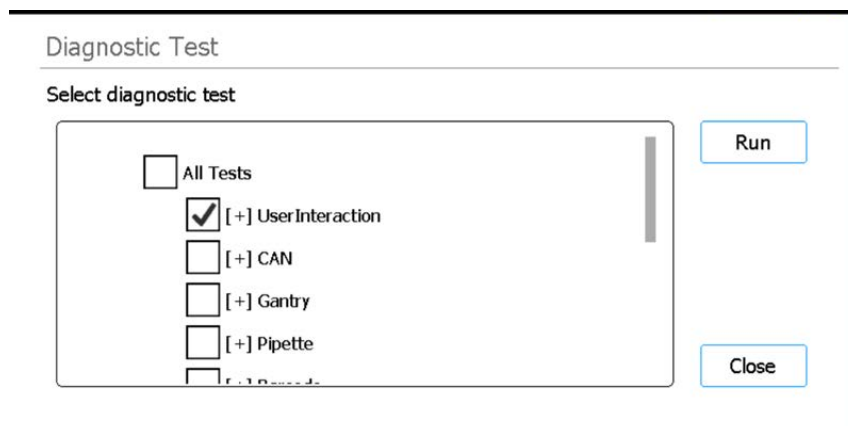 Diagnostic Test
Select diagnostic test
Run
All Tests
[+] UserInteraction
[+] CAN
[+] Gantry
[+] Pipette
Close